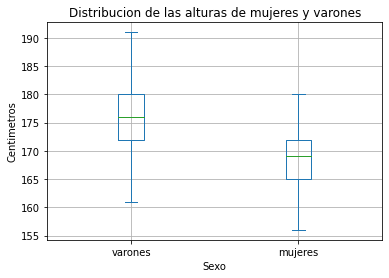 Distribucion de las alturas de mujeres y varones
190
185
180
175
170
165
160
155
Centimetros
varones mujeres
Sexo